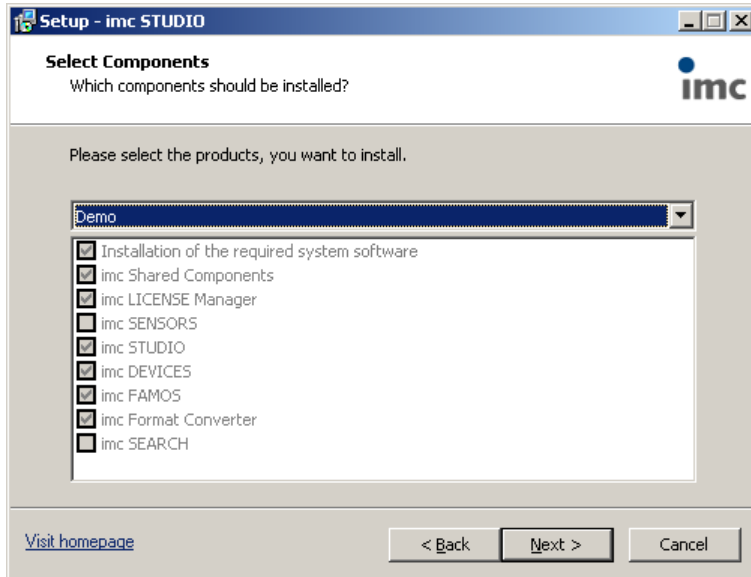 Setup - imc STUDIO
Select Components
Which components should be installed?
imc
Please select the products, you want to install.
Demo
Installation of the required system software
imc Shared Components
imc LICENSE Manager
imc SENSORS
imc STUDIO
imc DEVICES
imc FAMOS
imc Format Converter
imc SEARCH
Visit homepage
< Back
Next >
Cancel